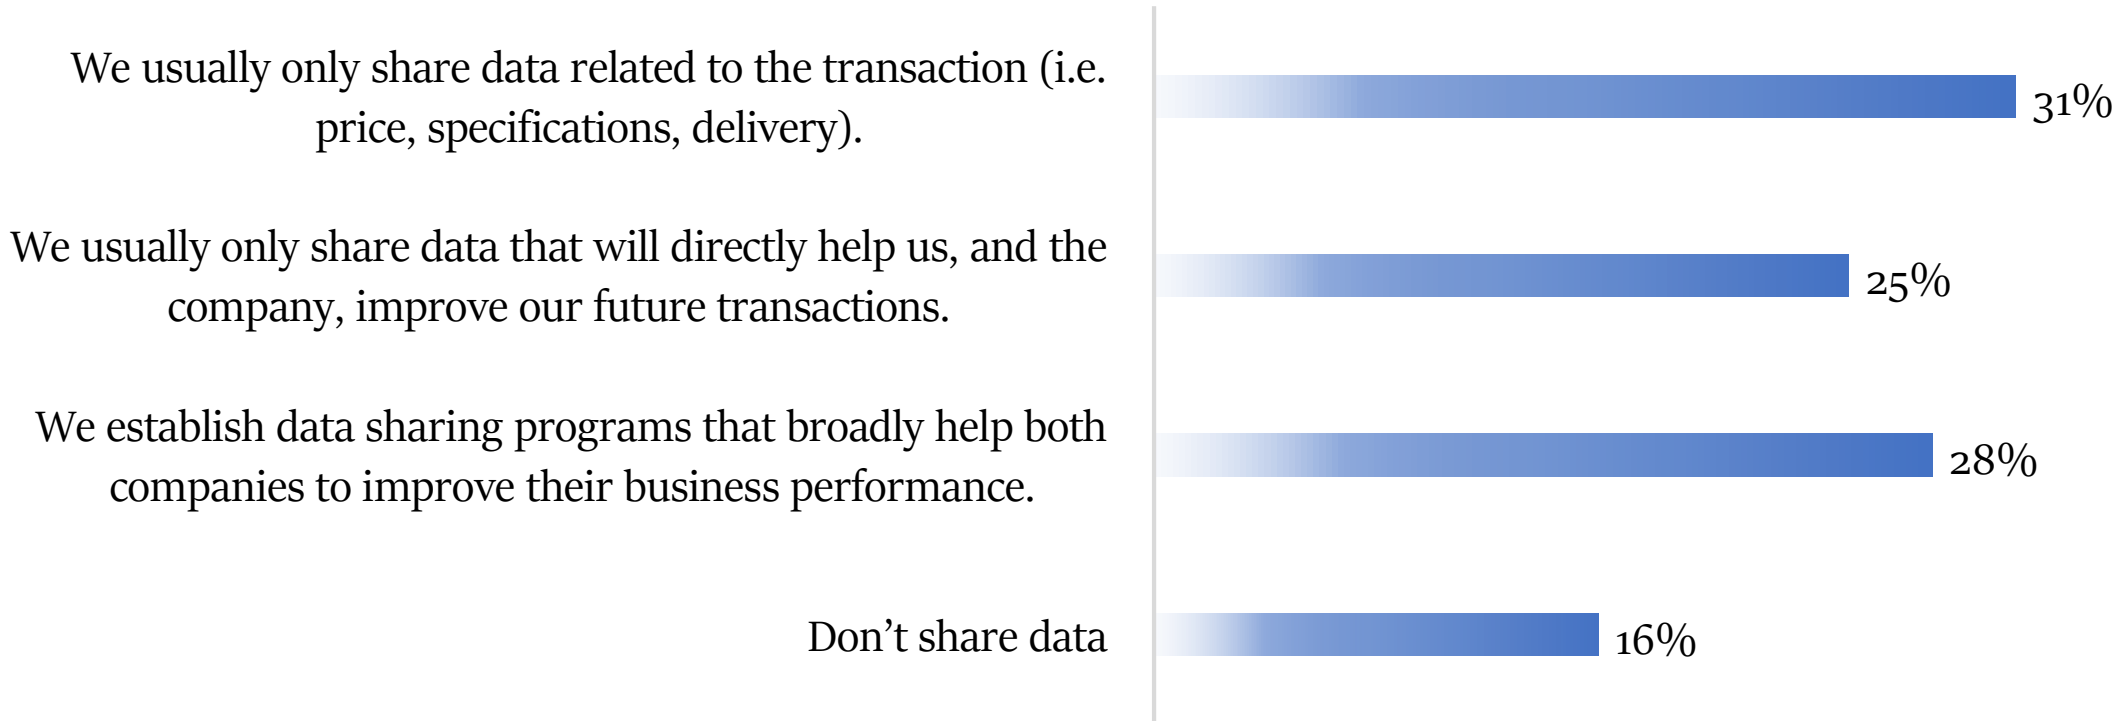 We usually only share data related to the transaction (i.e.
price, specifications, delivery).
31%
We usually only share data that will directly help us, and the
company, improve our future transactions.
25%
We establish data sharing programs that broadly help both
companies to improve their business performance.
28%
Don’t share data
16%